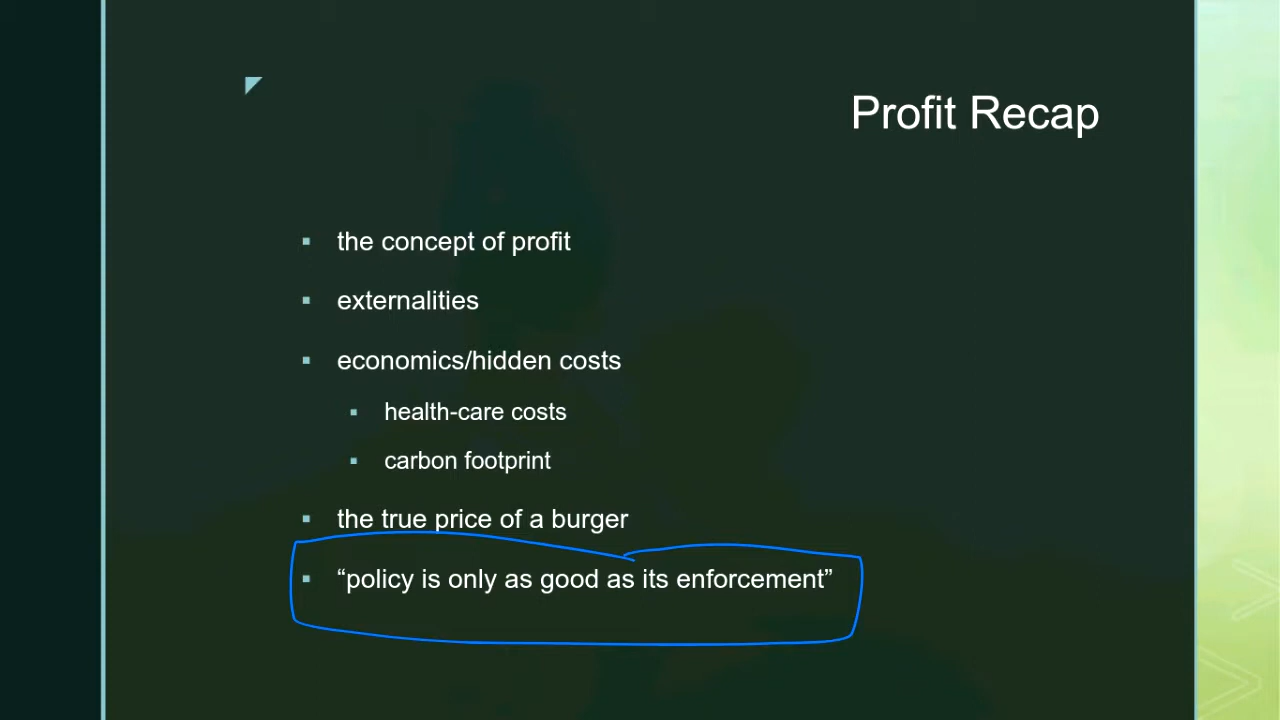 Profit Recap
the concept of profit
externalities
economics/hidden costs
health-care costs
carbon footprint
the true price of a burger
“policy is only as good as its enforcement”